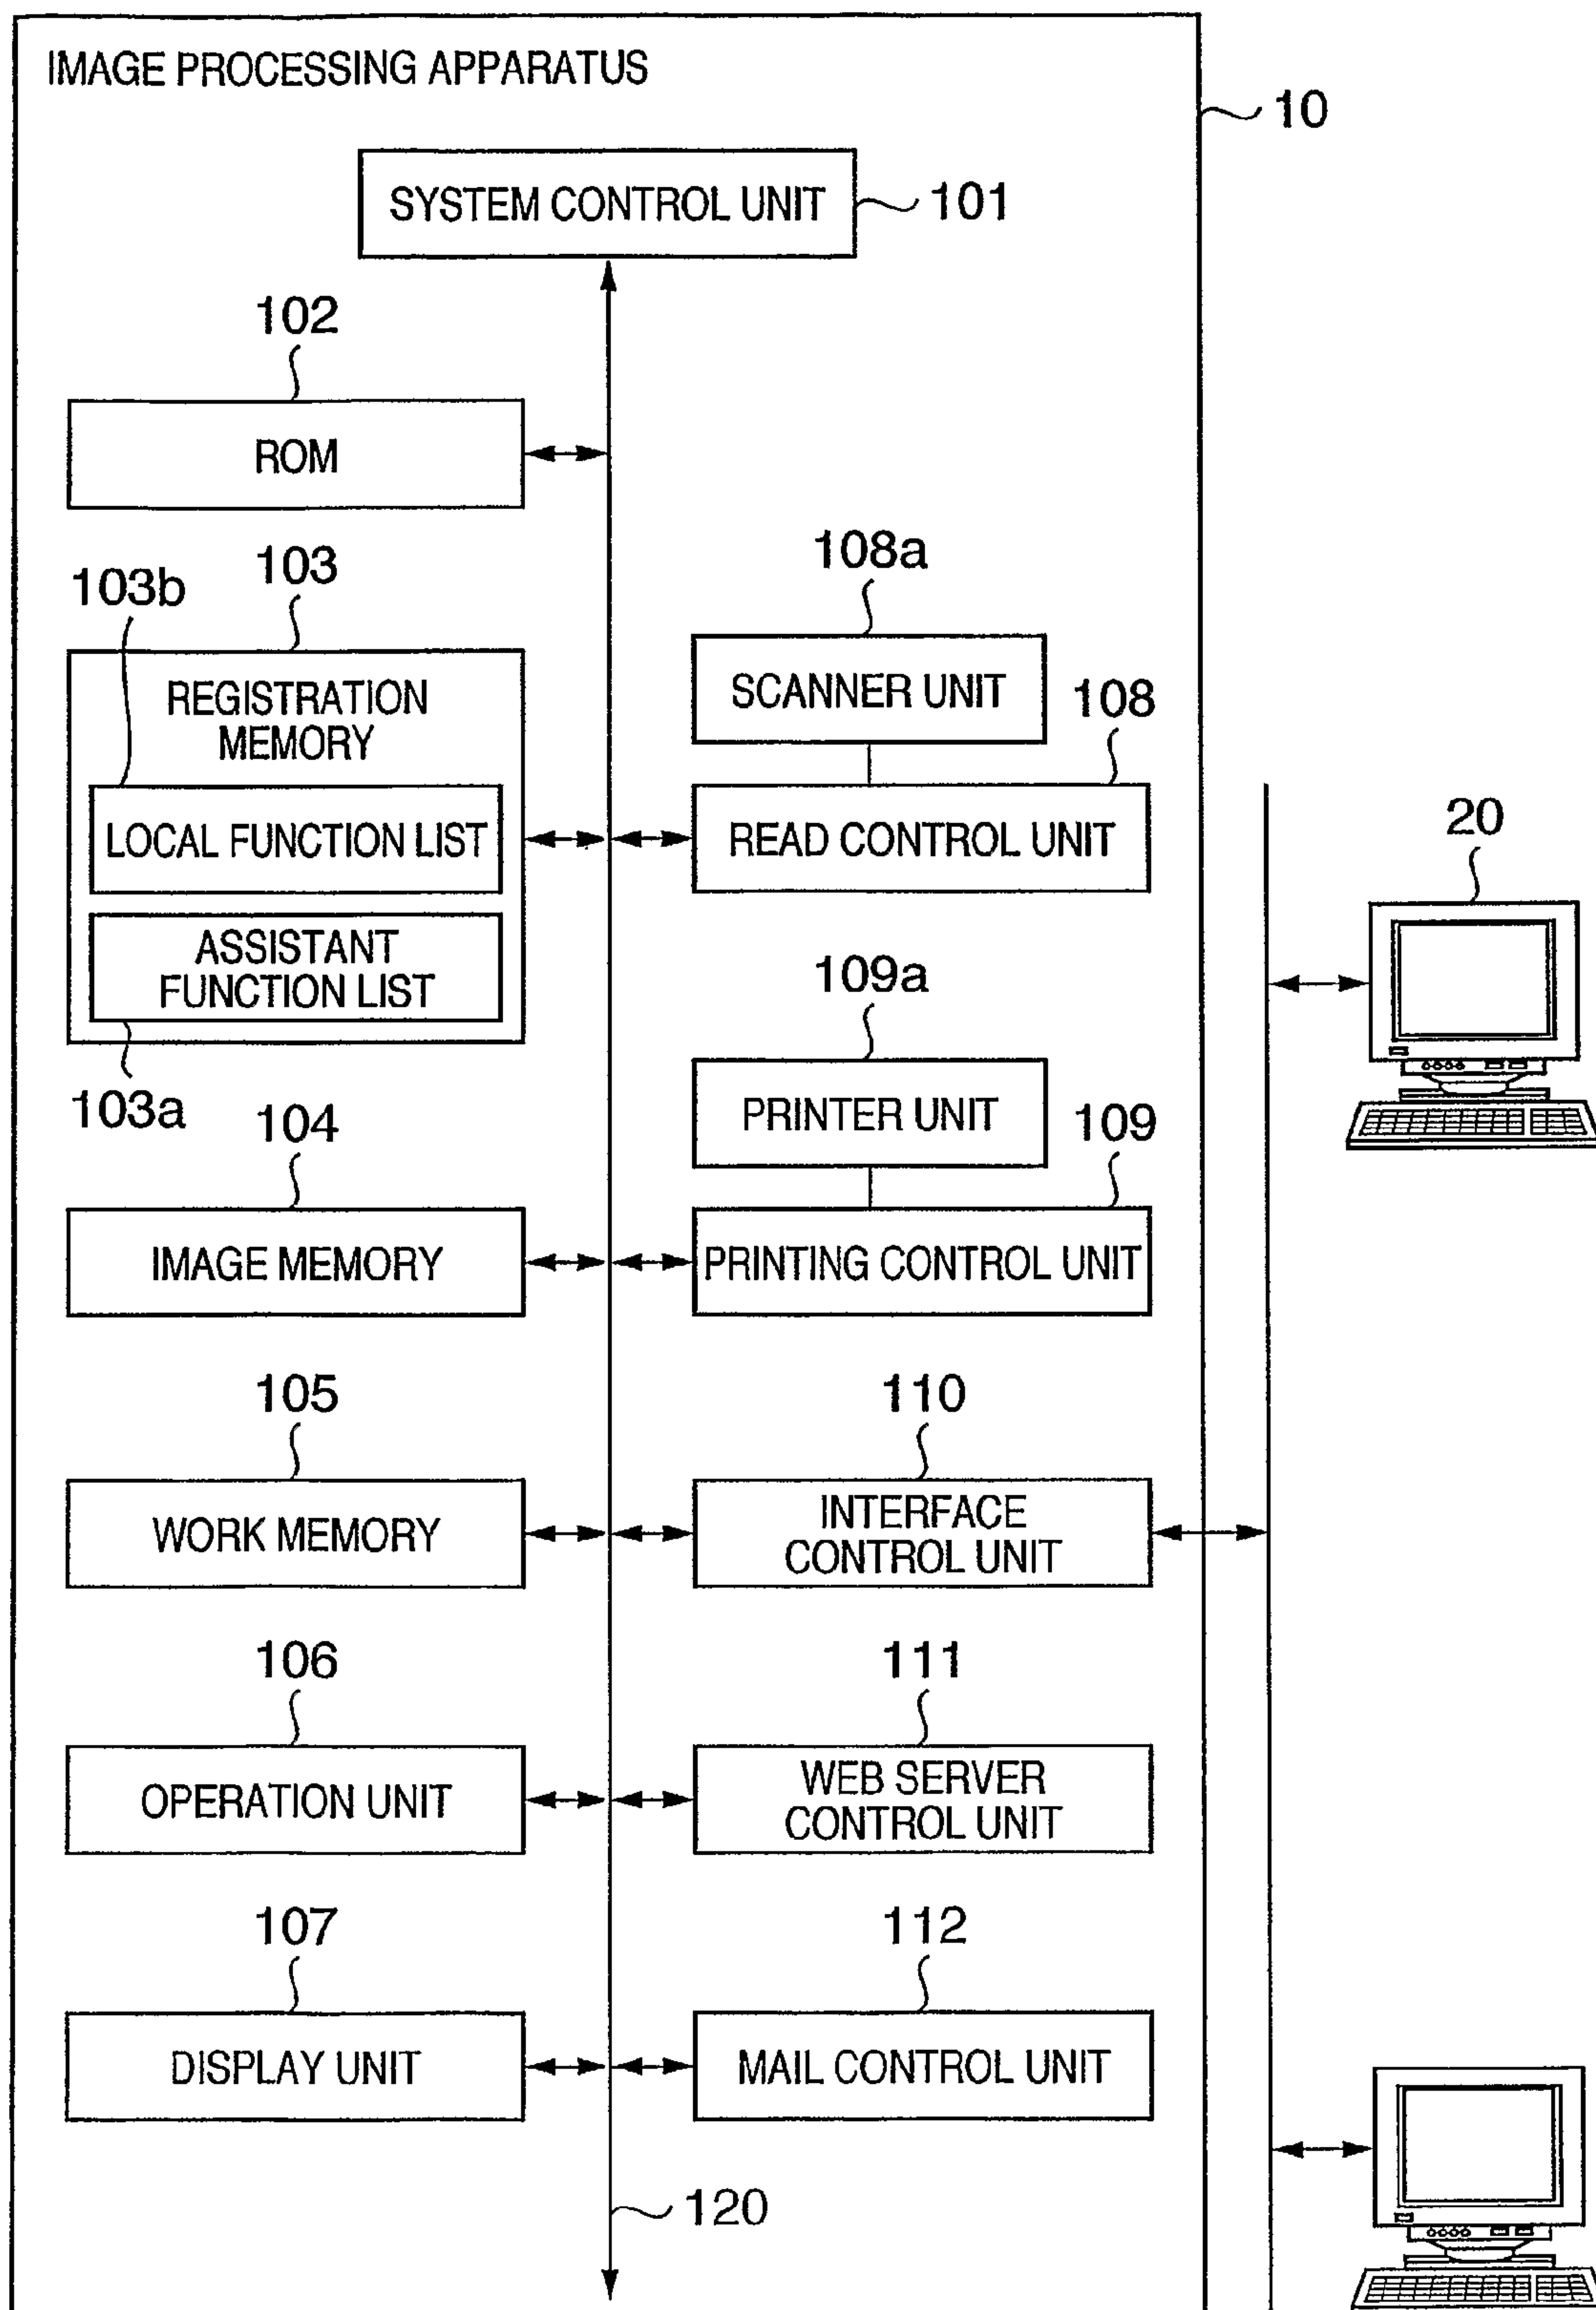 IMAGE PROCESSING APPARATUS
10
SYSTEM CONTROL UNIT
101
102
ROM
103
103b
REGISTRATION
MEMORY
LOCAL FUNCTION LIST
ASSISTANT
FUNCTION LIST
103a
108a
SCANNER UNIT
108
READ CONTROL UNIT
20
109a
PRINTER UNIT
109
104
IMAGE MEMORY
PRINTING CONTROL UNIT
105
WORK MEMORY
110
INTERFACE
CONTROL UNIT
106
OPERATION UNIT
111
WEB SERVER
CONTROL UNIT
107
DISPLAY UNIT
112
MAIL CONTROL UNIT
120